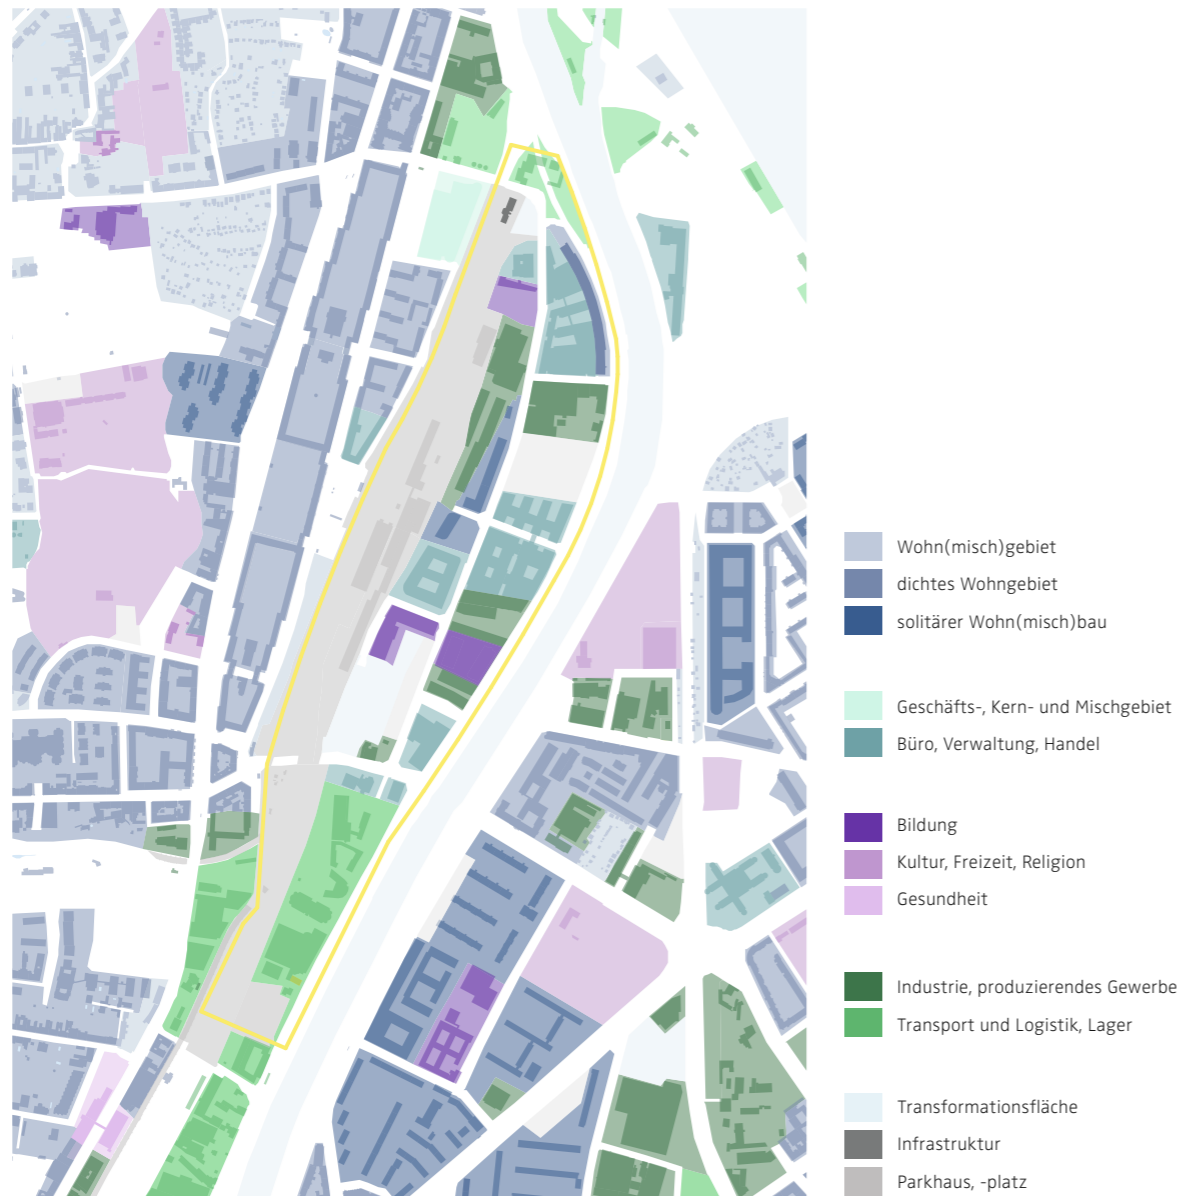 Wohn(misch)gebiet
dichtes Wohngebiet
solitärer Wohn(misch)bau
Geschäfts-, Kern- und Mischgebiet
Büro, Verwaltung, Handel
Bildung
Kultur, Freizeit, Religion
Gesundheit
Industrie, produzierendes Gewerbe
Transport und Logistik, Lager
Transformationsfläche
Infrastruktur
Parkhaus, -platz